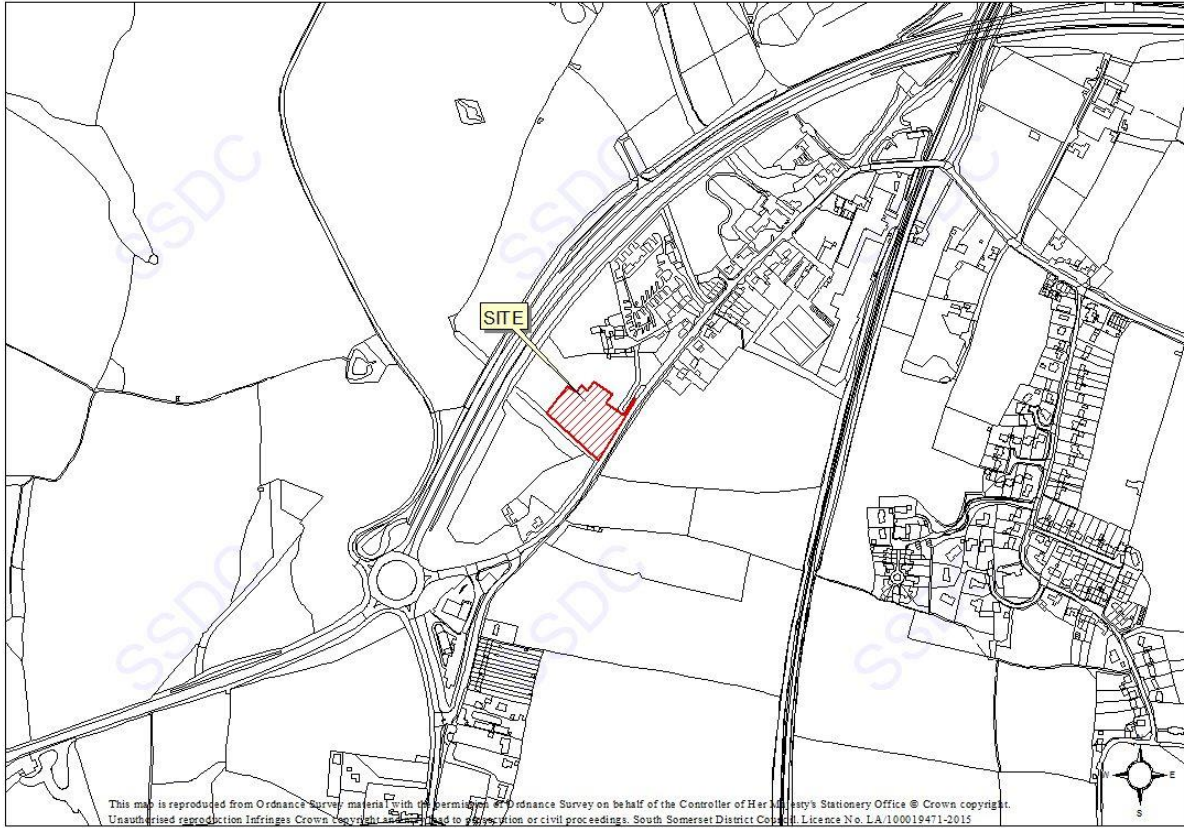 SSDC
SSDC
SSDC
SITE
SSDC
SSDC
SSDC
W
E
S
This map is reproduced from Ordnance Survey material with the permission of Ordnance Survey on behalf of the Controller of Her Majesty's Stationery Office © Crown copyright.
Unauthorised reproduction Infringes Crown copyright and may lead to prosecution or civil proceedings. South Somerset District Council. Licence No. LA/100019471-2015